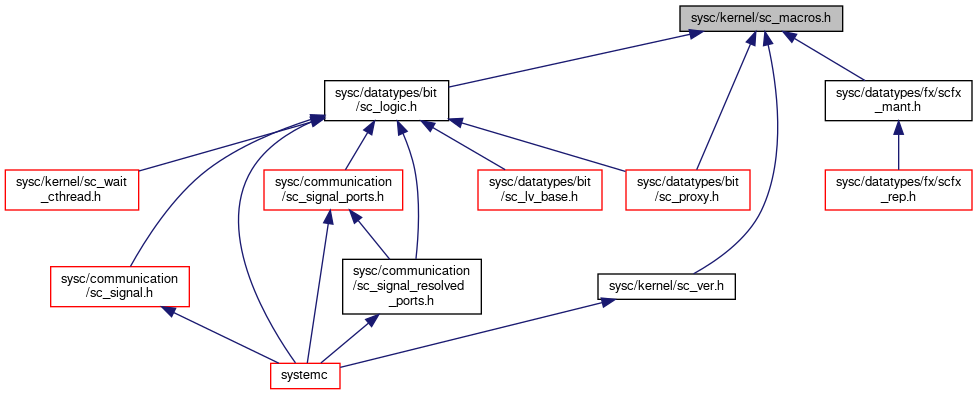 sysc/kernel/sc_macros.h
sysc/datatypes/bit
/sc_logic.h
sysc/datatypes/fx/scfx
_mant.h
sysc/kernel/sc_wait
_cthread.h
sysc/communication
/sc_signal_ports.h
sysc/datatypes/bit
/sc_lv_base.h
sysc/datatypes/bit
/sc_proxy.h
sysc/datatypes/fx/scfx
_rep.h
sysc/communication
/sc_signal.h
sysc/communication
/sc_signal_resolved
_ports.h
sysc/kernel/sc_ver.h
systemc